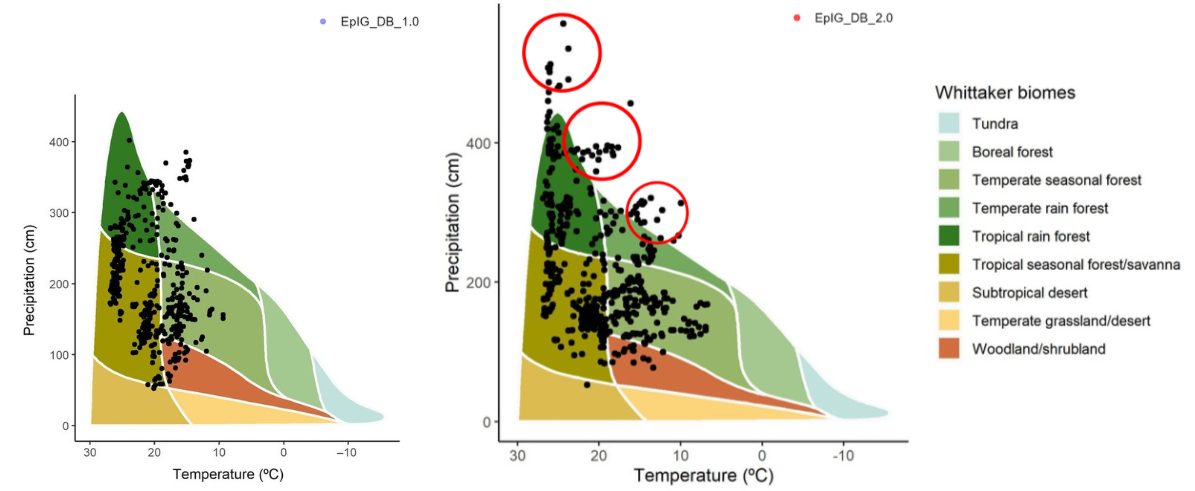 EpIG_DB_1.0
400
300
200
100
0
30
20
10
0
−10
Precipitation (cm)
Temperature (ºC)
EpIG_DB_2.0
400
200
0
30
20
10
0
-10
Precipitation (cm)
Temperature (ºC)
Whittaker biomes
Tundra
Boreal forest
Temperate seasonal forest
Temperate rain forest
Tropical rain forest
Tropical seasonal forest/savanna
Subtropical desert
Temperate grassland/desert
Woodland/shrubland